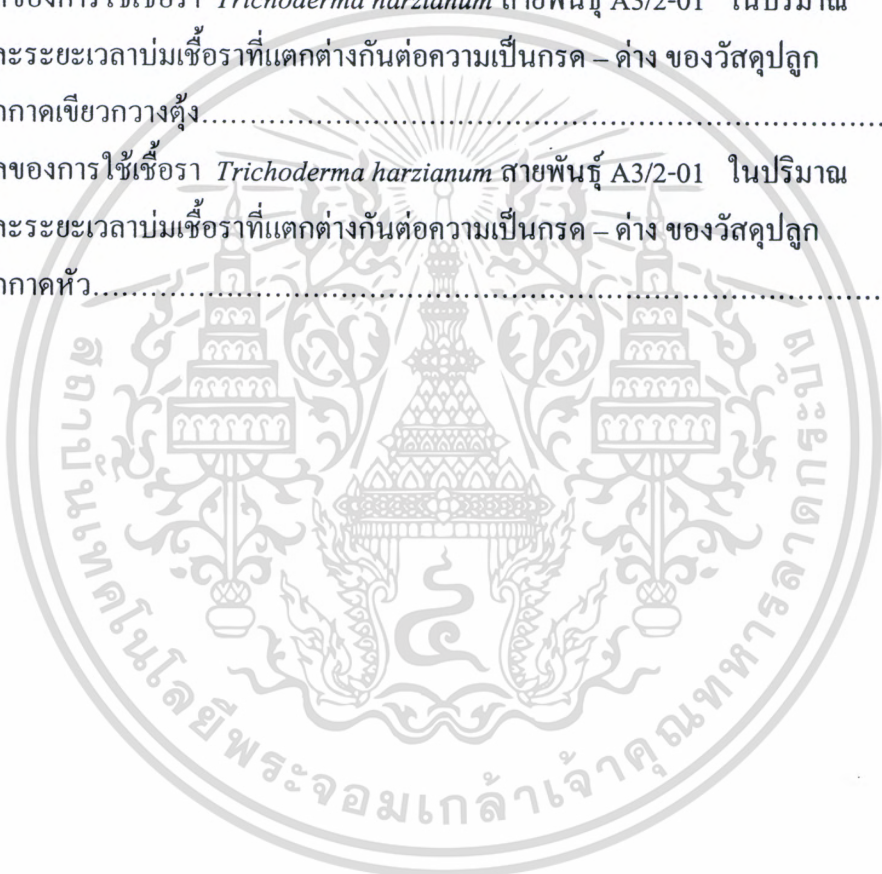 ของการใช้เชื้อรา Trichoderma harzianum สายพันธุ์ A3/2-01 ในปริมาณ
ะระยะเวลาบ่มเชื้อราที่แตกต่างกันต่อความเป็นกรด – ด่าง ของวัสดุปลูก
กกาดเขียวกวางตุ้ง................................................................................
ลของการใช้เชื้อรา Trichoderma harzianum สายพันธุ์ A3/2-01 ในปริมาณ
ะระยะเวลาบ่มเชื้อราที่แตกต่างกันต่อความเป็นกรด – ด่าง ของวัสดุปลูก
กกาดหัว................................................................................
สถาบันเทคโนโลยีพระจอมเกล้าเจ้าคุณทหารลาดกระบัง